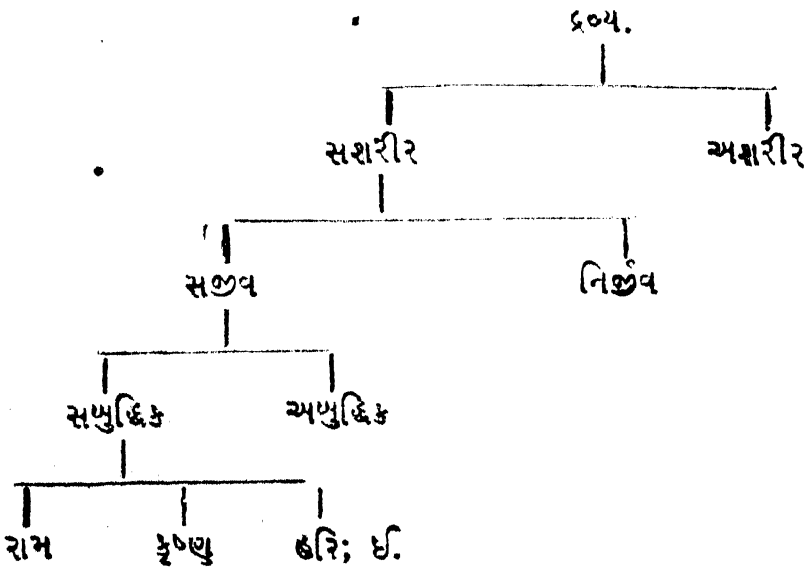 દ્રવ્ય.
સશરીર અશરીર
સજીવ નિર્જીવ
સબુદ્ધિક અબુદ્ધિક
રામ કૃષ્ણ હરિ; ઈ.